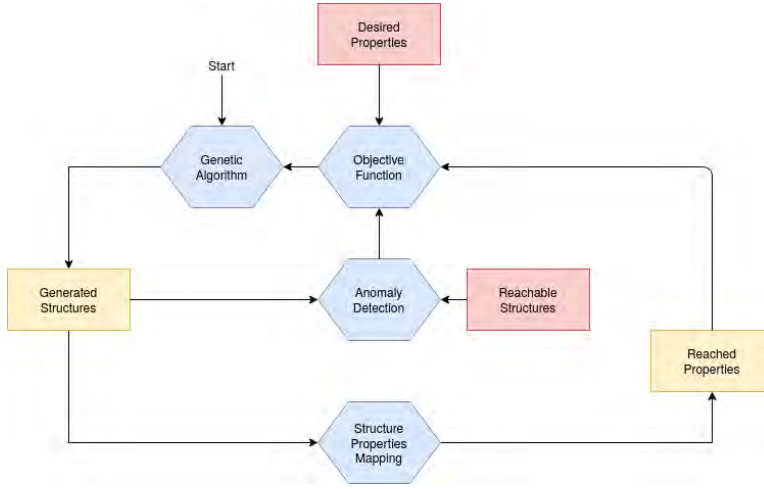 Desired
Properties
Start
Genetic
Algorithm
Objective
Function
Generated
Structures
Anomaly
Detection
Reachable
Structures
Reached
Properties
Structure
Properties
Mapping